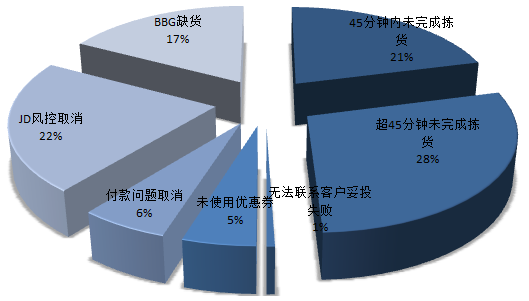 BBG缺货
17%
45分钟内未完成拣
货
21%
JD风控取消
22%
超45分钟未完成拣
货
28%
付款问题取消
6%
未使用优惠券
5%
无法联系客户妥投
失败
1%